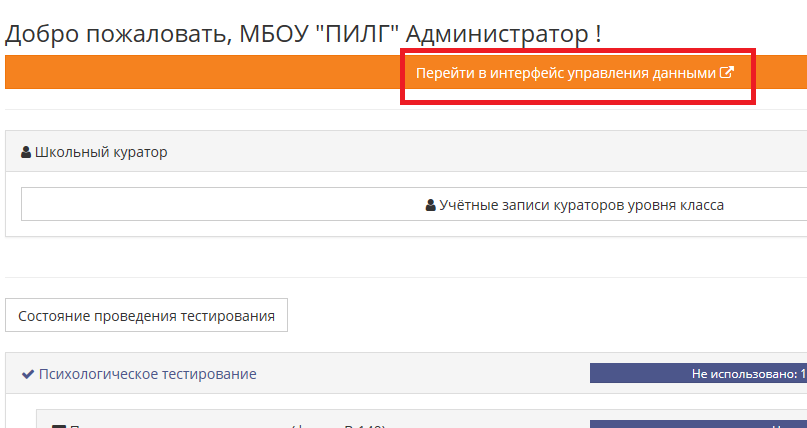 Добро пожаловать, МБОУ "ПИЛГ" Администратор !
Перейти в интерфейс управления данными
Школьный куратор
Учётные записи кураторов уровня класса
Состояние проведения тестирования
Психологическое тестирование
Не использовано: 1